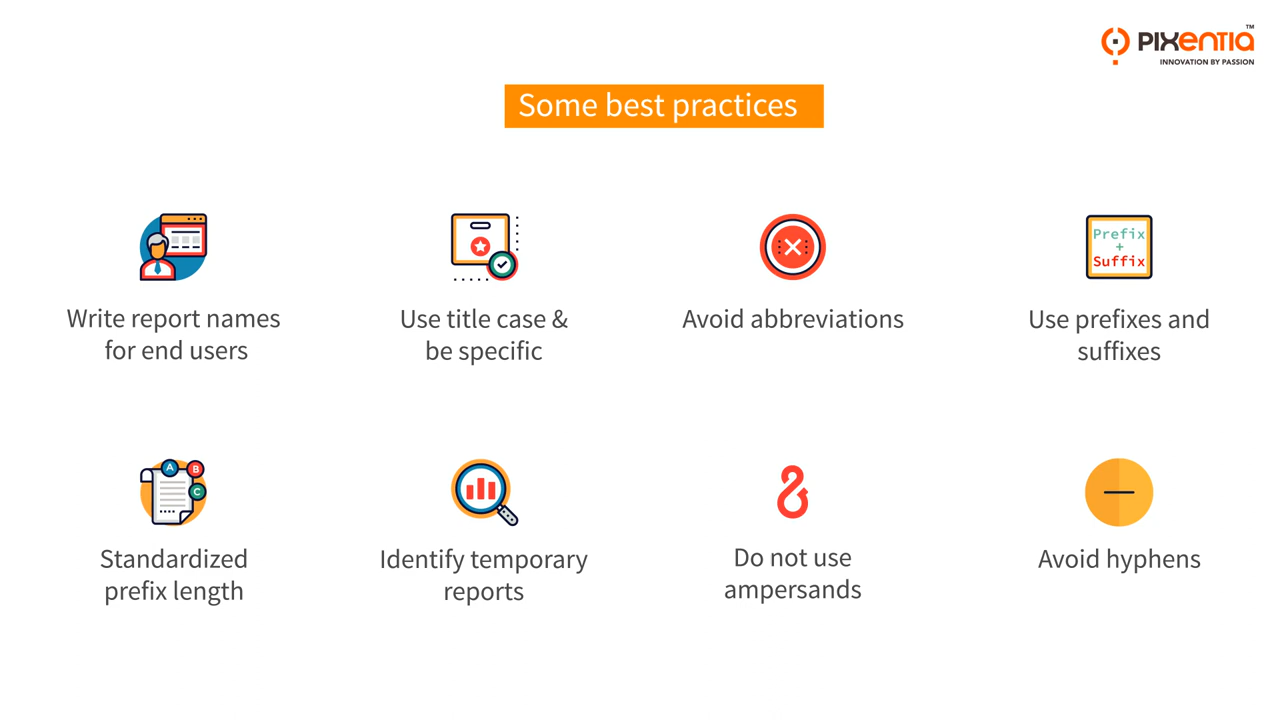 PIXENTIA™
INNOVATION BY PASSION
Some best practices
Prefix
+
Suffix
Write report names
for end users
Use title case &
be specific
Avoid abbreviations
Use prefixes and
suffixes
A
B
C
Standardized
prefix length
Identify temporary
reports
Do not use
ampersands
Avoid hyphens